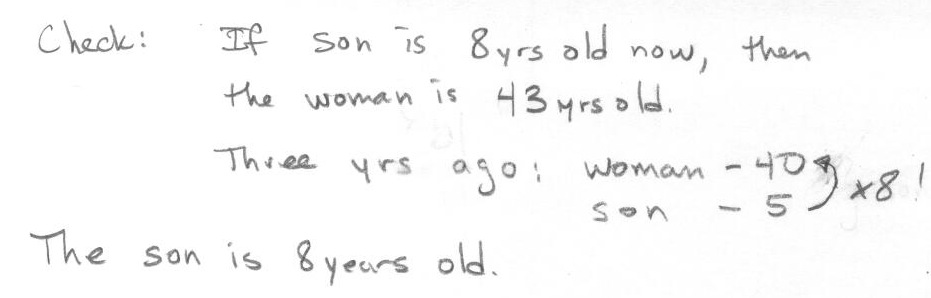 Check: If son is 8 yrs old now, then
the woman is 43 yrs old.
Three yrs ago: woman - 40
son - 5 x8!
The son is 8 years old.